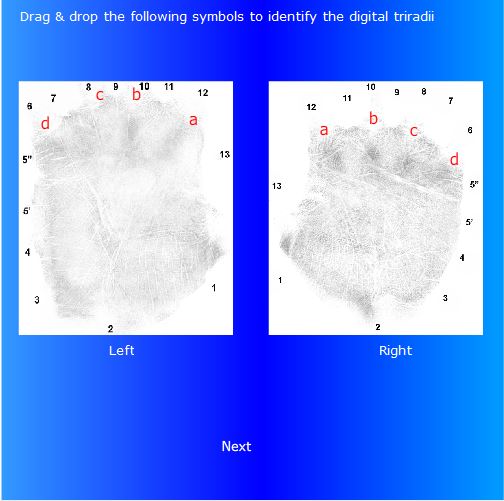 Drag & drop the following symbols to identify the digital triradii
6 7 8 c 9 b 10 11 12
d a
5" 13
5'
4
3 1
2
12 11 10 9 8 7 6
a b c d
13 5"
5'
4
1 3
2
Left Right
Next